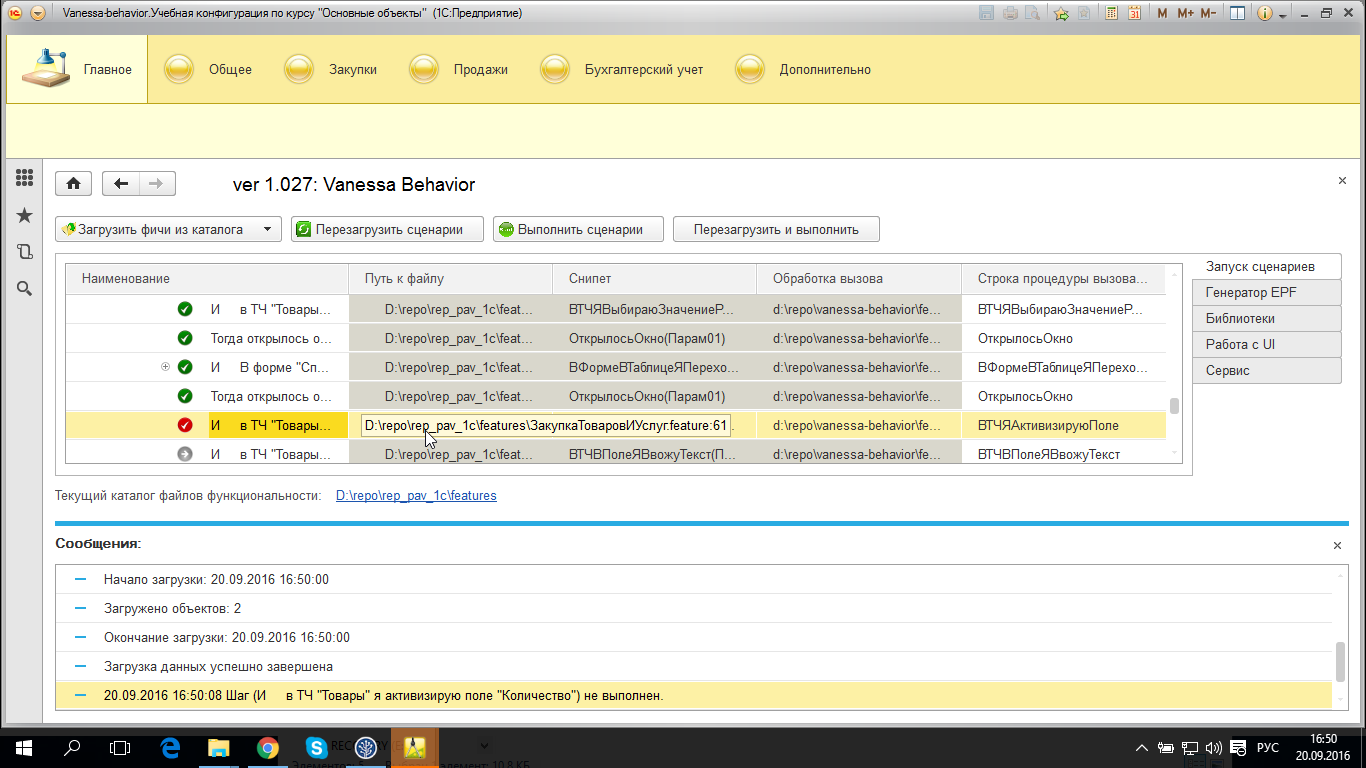 Vanessa-behavior.Учебная конфигурация по курсу "Основные объекты" (1С:Предприятие)
M M+ M-
Главное Общее Закупки Продажи Бухгалтерский учет Дополнительно
ver 1.027: Vanessa Behavior
Загрузить фичи из каталога Перезагрузить сценарии Выполнить сценарии Перезагрузить и выполнить
Наименование Путь к файлу Снипет Обработка вызова Строка процедуры вызова...
И в ТЧ "Товары... D:\repo\rep_pav_1c\feat... ВТЧЯВыбираюЗначениеР... d:\repo\vanessa-behavior\fe... ВТЧЯВыбираюЗначениеР...
Тогда открылось о... D:\repo\rep_pav_1c\feat... ОткрылосьОкно(Парам01) d:\repo\vanessa-behavior\fe... ОткрылосьОкно
И В форме "Сп... D:\repo\rep_pav_1c\feat... ВФормеВТаблицеЯПерехо... d:\repo\vanessa-behavior\fe... ВФормеВТаблицеЯПерехо...
Тогда открылось о... D:\repo\rep_pav_1c\feat... ОткрылосьОкно(Парам01) d:\repo\vanessa-behavior\fe... ОткрылосьОкно
И в ТЧ "Товары... D:\repo\rep_pav_1c\features\ЗакупкаТоваровИУслуг.feature:61 d:\repo\vanessa-behavior\fe... ВТЧЯАктивизируюПоле
И в ТЧ "Товары... D:\repo\rep_pav_1c\feat... ВТЧВПолеЯВвожуТекст(П... d:\repo\vanessa-behavior\fe... ВТЧВПолеЯВвожуТекст
Запуск сценариев
Генератор EPF
Библиотеки
Работа с UI
Сервис
Текущий каталог файлов функциональности: D:\repo\rep_pav_1c\features
Сообщения:
Начало загрузки: 20.09.2016 16:50:00
Загружено объектов: 2
Окончание загрузки: 20.09.2016 16:50:00
Загрузка данных успешно завершена
20.09.2016 16:50:08 Шаг (И в ТЧ "Товары" я активизирую поле "Количество") не выполнен.
РУС
16:50
20.09.2016